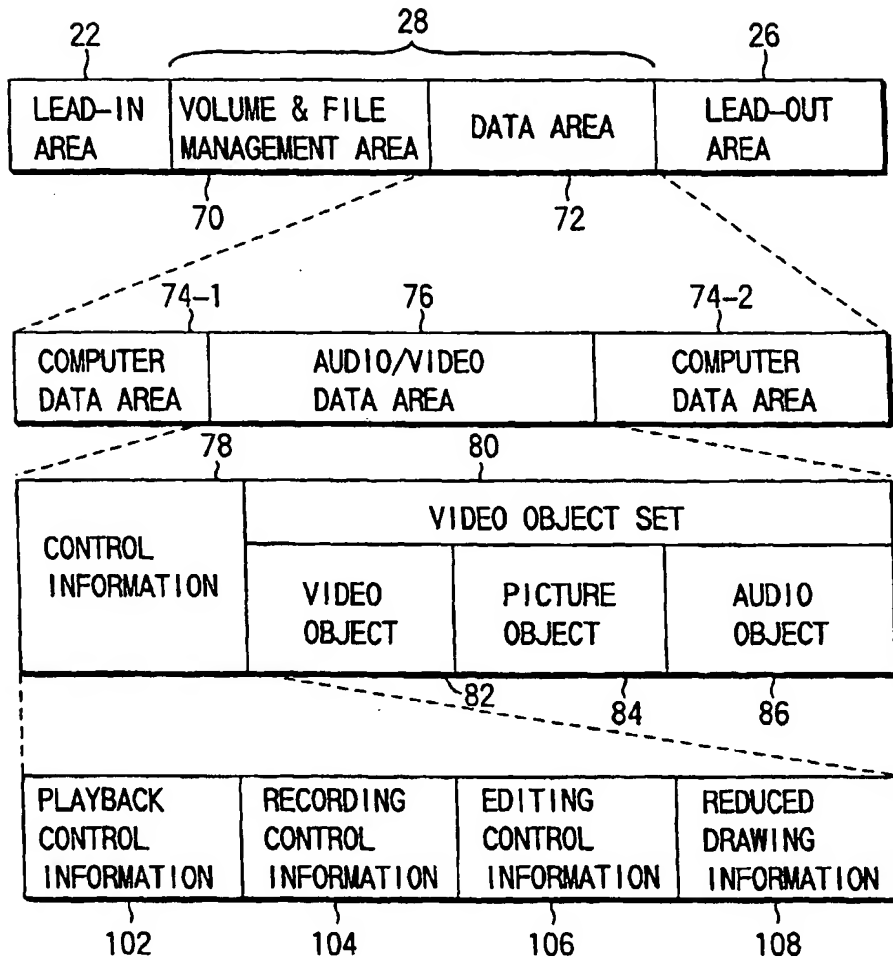 22 28 26
LEAD-IN AREA
VOLUME & FILE MANAGEMENT AREA
DATA AREA
LEAD-OUT AREA
70 72
74-1 76 74-2
COMPUTER DATA AREA
AUDIO/VIDEO DATA AREA
COMPUTER DATA AREA
78 80
CONTROL INFORMATION
VIDEO OBJECT SET
VIDEO OBJECT
PICTURE OBJECT
AUDIO OBJECT
82 84 86
PLAYBACK CONTROL INFORMATION
RECORDING CONTROL INFORMATION
EDITING CONTROL INFORMATION
REDUCED DRAWING INFORMATION
102 104 106 108